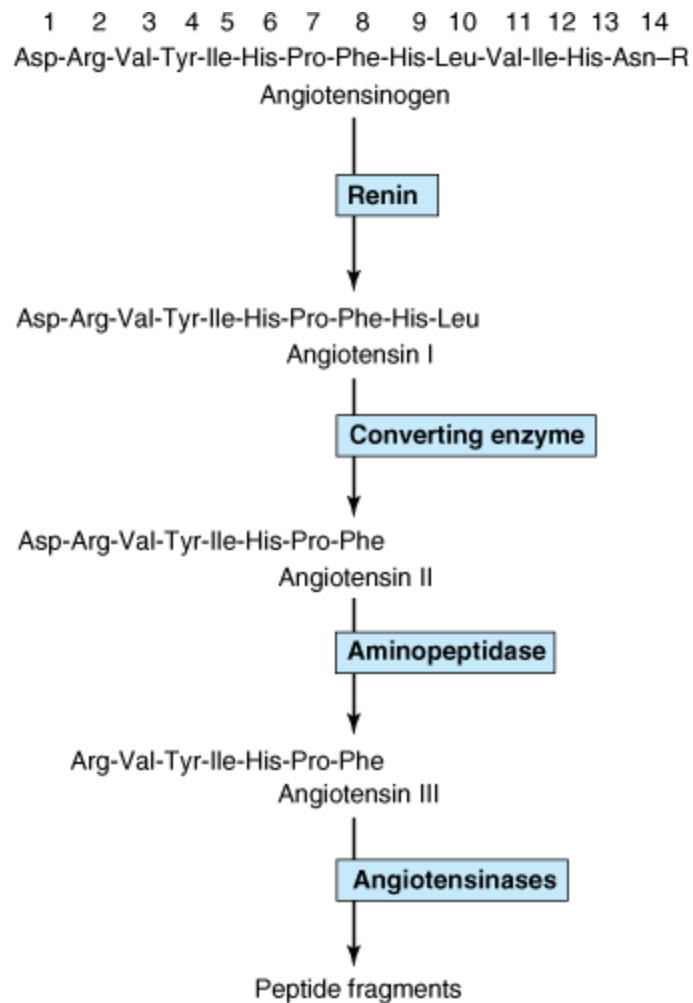 1 2 3 4 5 6 7 8 9 10 11 12 13 14
Asp-Arg-Val-Tyr-Ile-His-Pro-Phe-His-Leu-Val-Ile-His-Asn–R
Angiotensinogen
Renin
Asp-Arg-Val-Tyr-Ile-His-Pro-Phe-His-Leu
Angiotensin I
Converting enzyme
Asp-Arg-Val-Tyr-Ile-His-Pro-Phe
Angiotensin II
Aminopeptidase
Arg-Val-Tyr-Ile-His-Pro-Phe
Angiotensin III
Angiotensinases
Peptide fragments